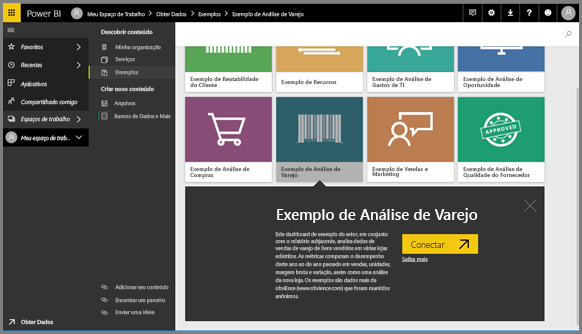 Power BI
Meu Espaço de Trabalho > Obter Dados > Exemplos > Exemplo de Análise de Varejo
Favoritos
Recentes
Aplicativos
Compartilhado comigo
Espaços de trabalho
Meu espaço de trab..
Obter Dados
Descobrir conteúdo
Minha organização
Serviços
Exemplos
Criar novo conteúdo
Arquivos
Bancos de Dados e Mais
Adicionar seu conteúdo
Encontrar um parceiro
Enviar uma ideia
Exemplo de Rentabilidade
do Cliente
Exemplo de Recursos
Exemplo de Análise de
Gastos de TI
Exemplo de Análise de
Oportunidade
APPROVED
Exemplo de Análise de
Compras
Exemplo de Análise de
Varejo
Exemplo de Vendas e
Marketing
Exemplo de Análise de
Qualidade do Fornecedor
Exemplo de Análise de Varejo
Este dashboard de exemplo do setor, em conjunto
com o relatório subjacente, analisa dados de
vendas de varejo de itens vendidos em várias lojas
e distritos. As métricas comparam o desempenho
deste ano ao do ano passado em vendas, unidades,
margem bruta e variação, assim como uma análise
da nova loja. Os exemplos são dados reais da
obviEnce (www.obvience.com) que foram mantidos
anônimos.
Conectar
Saiba mais